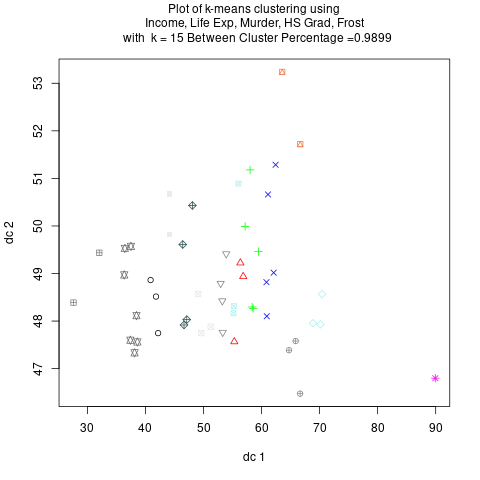 Plot of k-means clustering using
Income, Life Exp, Murder, HS Grad, Frost
with k = 15 Between Cluster Percentage =0.9899
53
52
51
50
49
48
47
dc 2
30 40 50 60 70 80 90
dc 1